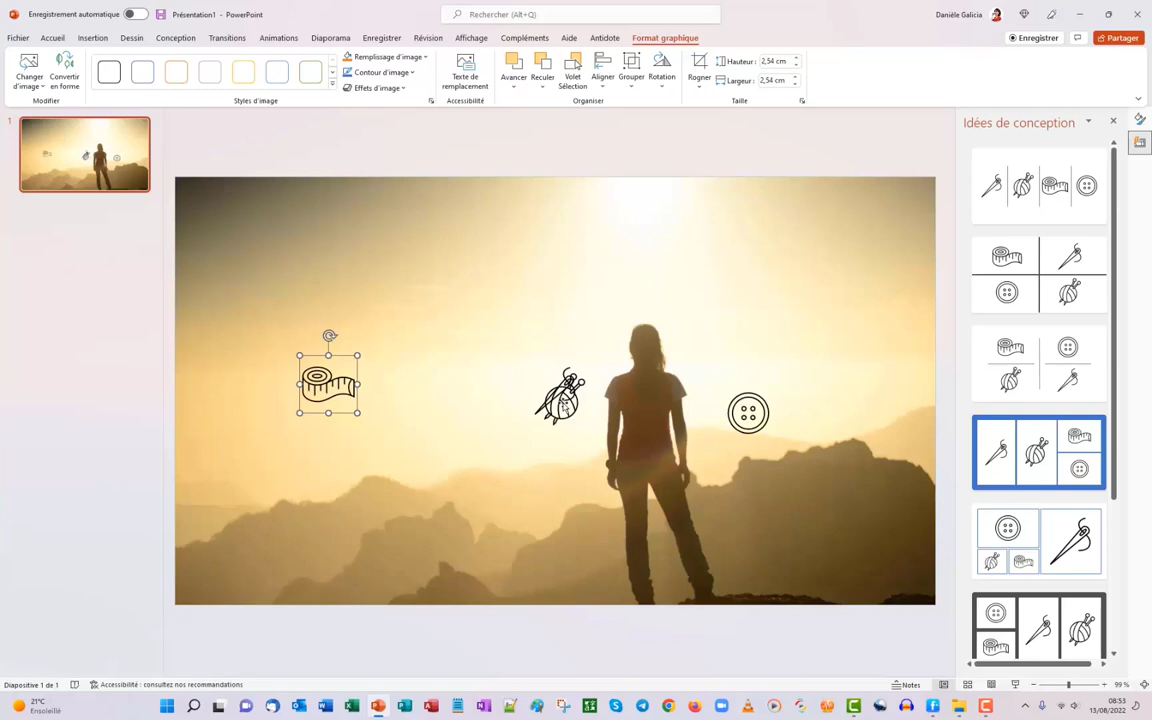 Enregistrement automatique
Présentation1 - PowerPoint
Rechercher (Alt+Q)
Danièle Galicia
Fichier Accueil Insertion Dessin Conception Transitions Animations Diaporama Enregistrer Révision Affichage Compléments Aide Antidote Format graphique
Enregistrer
Partager
Changer d'image
Convertir en forme
Modifier
Styles d'image
Remplissage d'image
Contour d'image
Effets d'image
Texte de remplacement
Accessibilité
Avancer
Reculer
Volet Sélection
Aligner
Grouper
Rotation
Organiser
Rogner
Hauteur : 2,54 cm
Largeur : 2,54 cm
Taille
1
Idées de conception
Diapositive 1 de 1
Accessibilité : consultez nos recommandations
Notes
99 %
21°C
Ensoleillé
08:53
13/08/2022